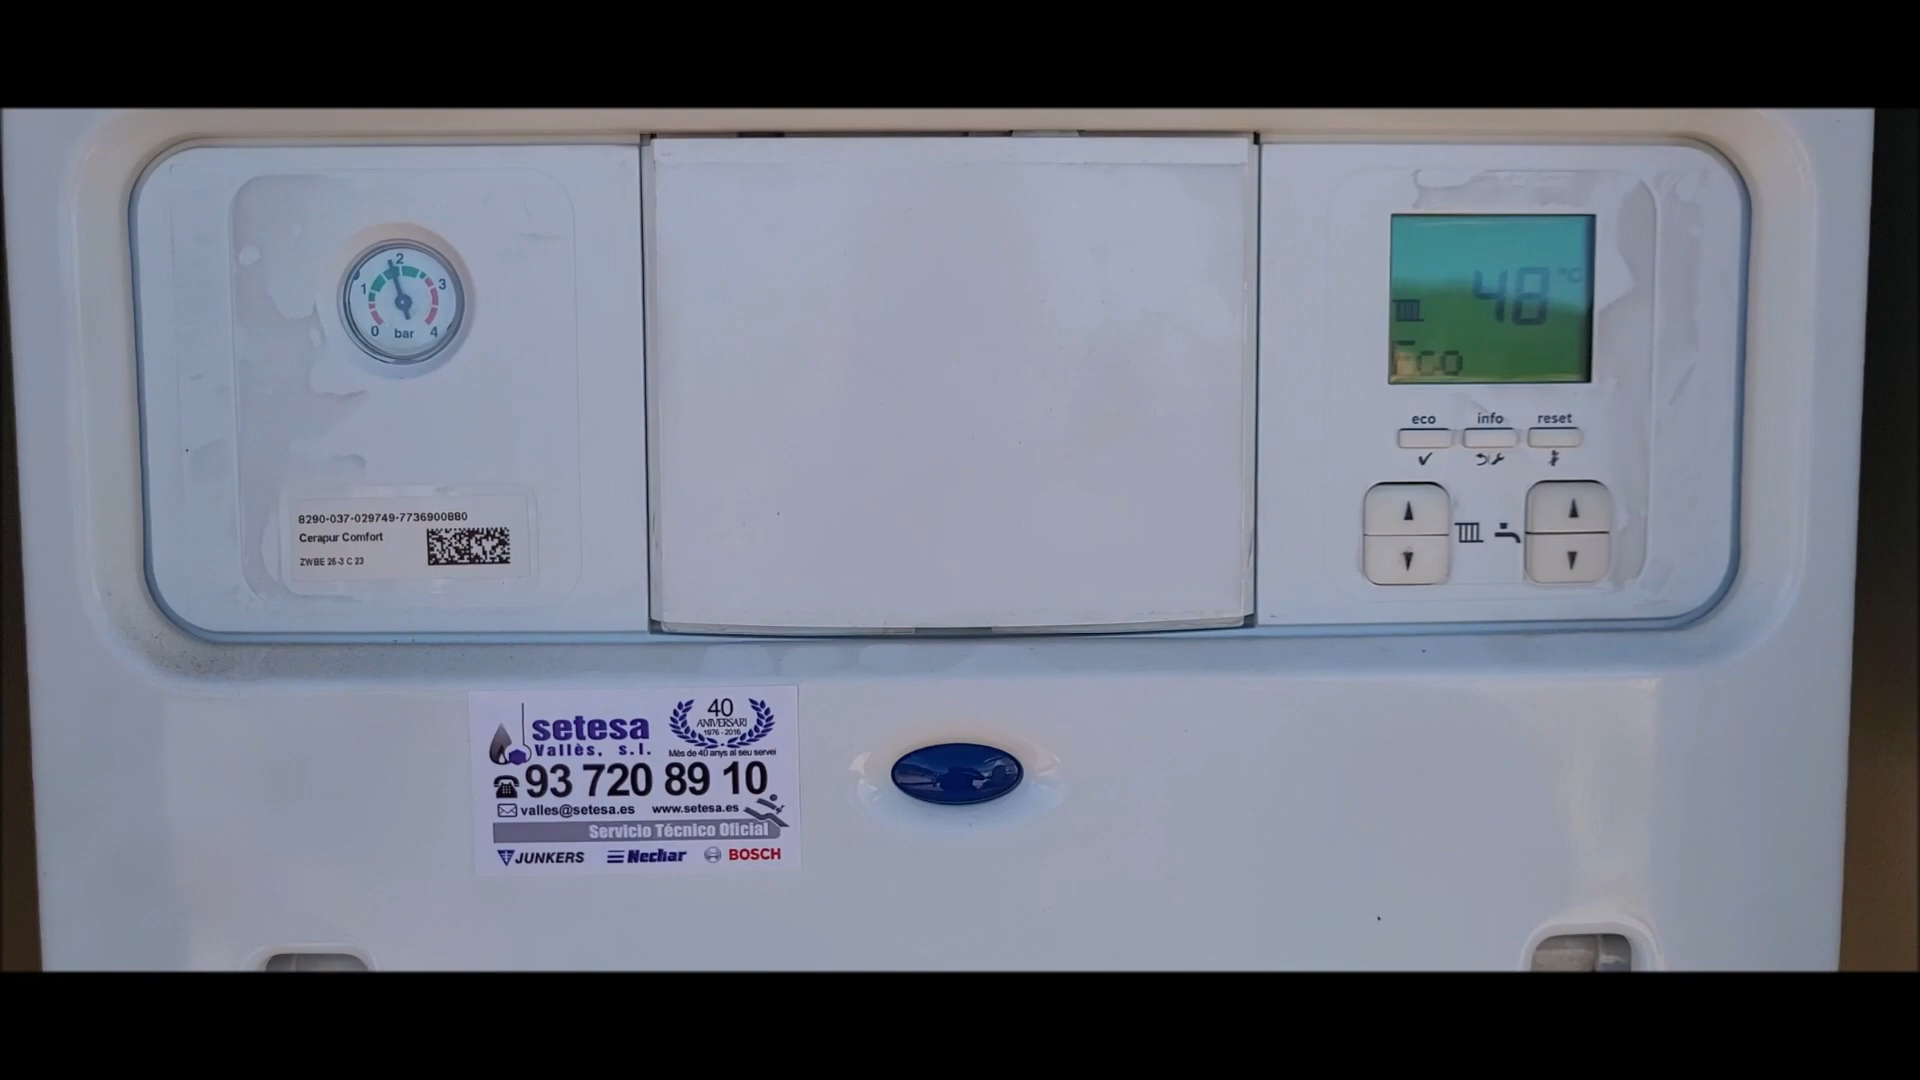 2
1
3
0
bar
4
48 °C
Eco
eco
info
reset
8290-037-029749-7736900880
Cerapur Comfort
ZWBE 25-3 C 23
setesa
Vallès, s.l.
40
ANIVERSARI
1976 - 2016
Més de 40 anys al seu servei
93 720 89 10
valles@setesa.es www.setesa.es
Servicio Técnico Oficial
JUNKERS Neckar BOSCH